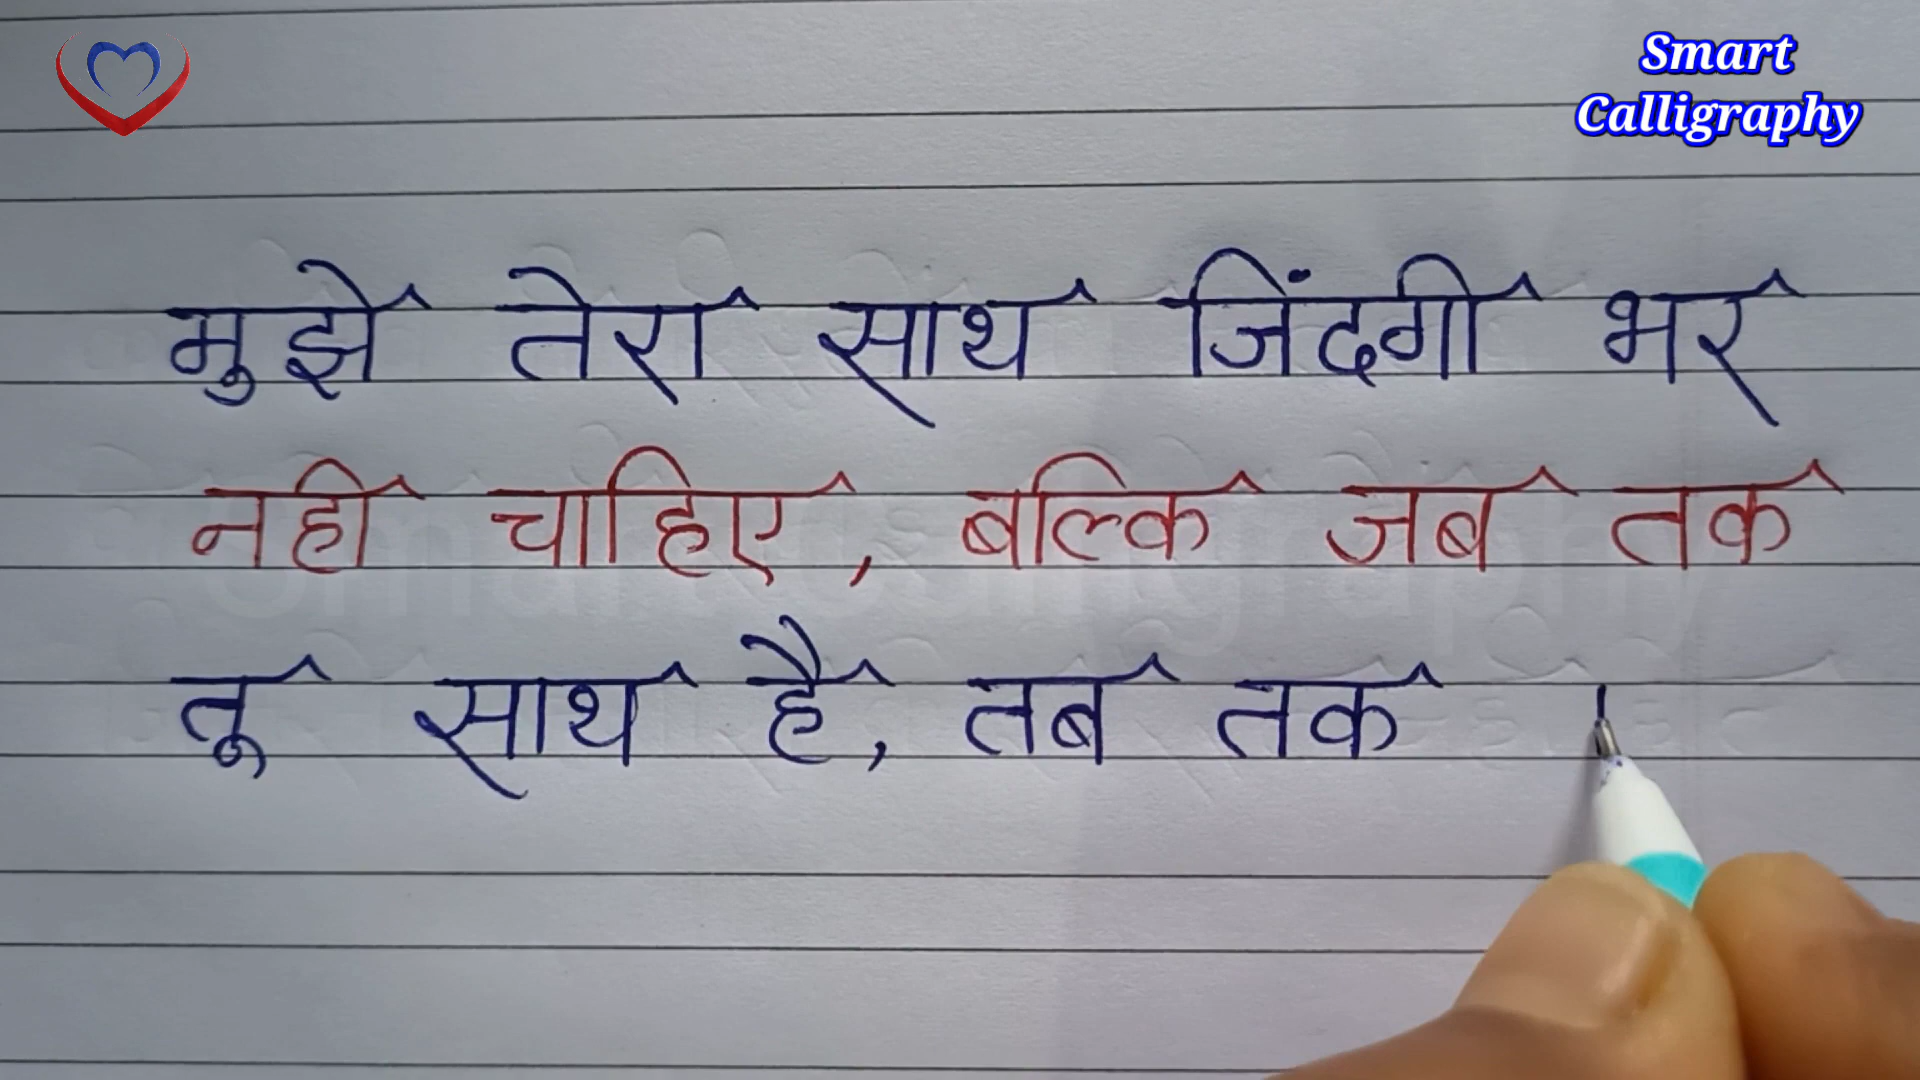 Smart
Calligraphy
मुझे तेरा साथ जिंदगी भर
नही चाहिए, बल्कि जब तक
तू साथ है, तब तक